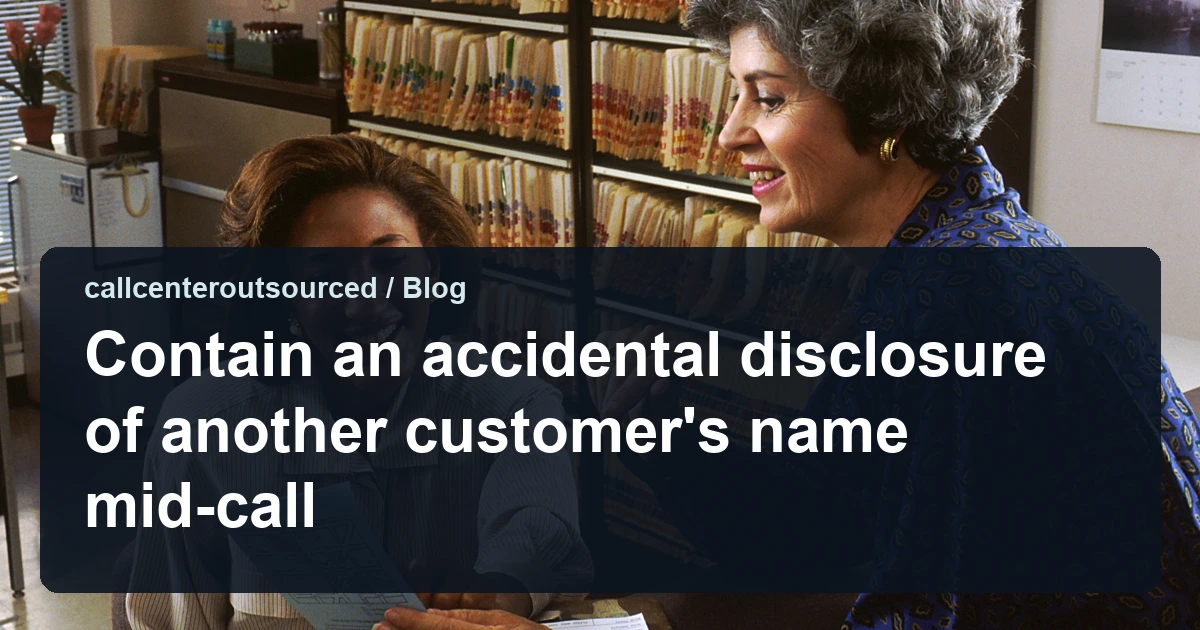 callcenteroutsourced / Blog
Contain an accidental disclosure
of another customer's name
mid-call